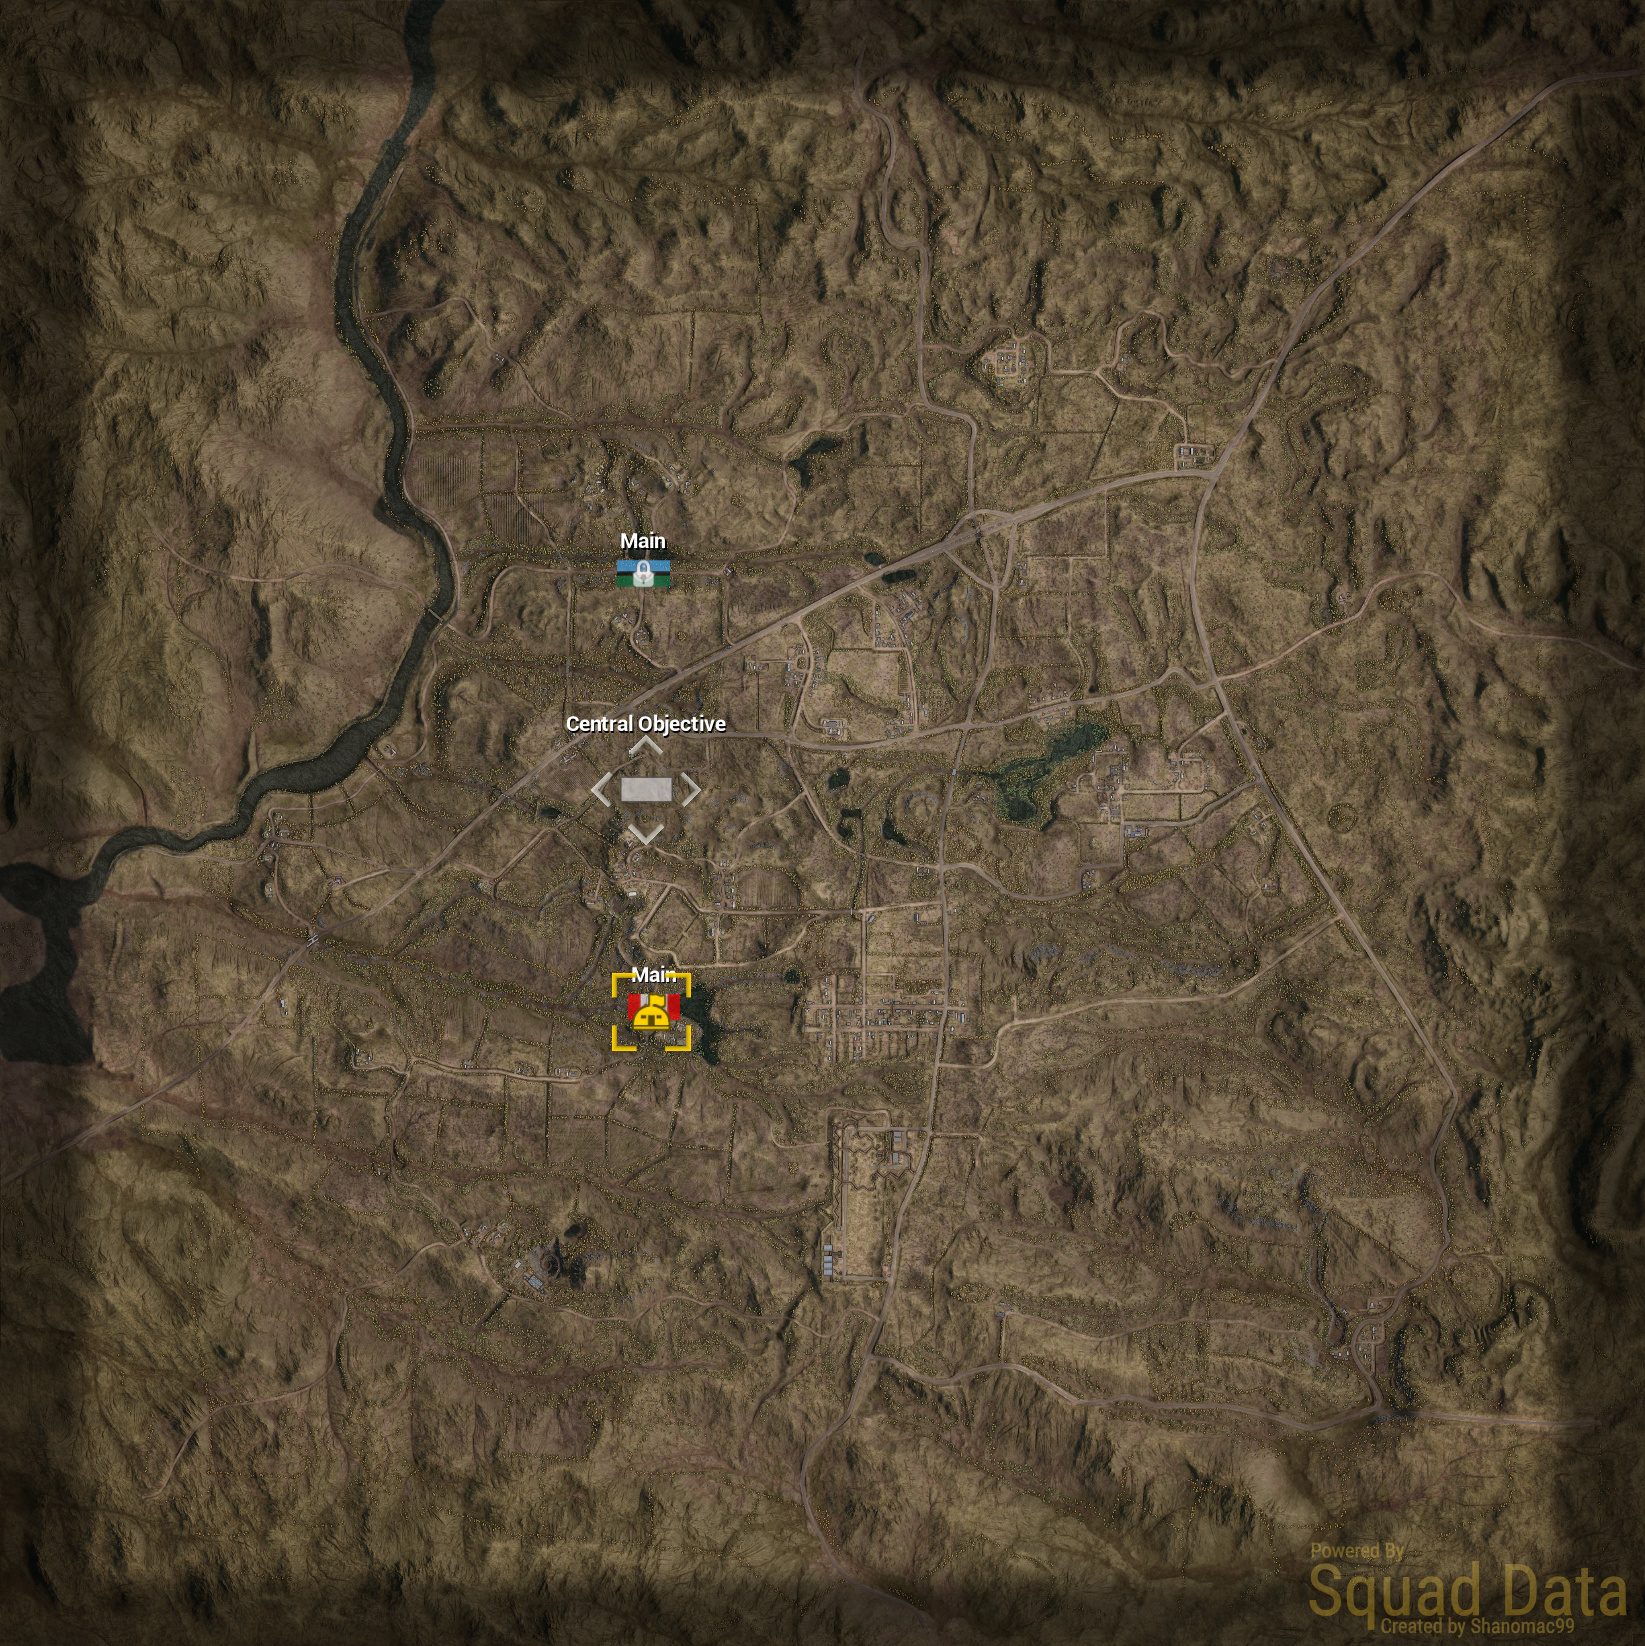 Main
Central Objective
Main
Powered By
Squad Data
Created by Shanomac99